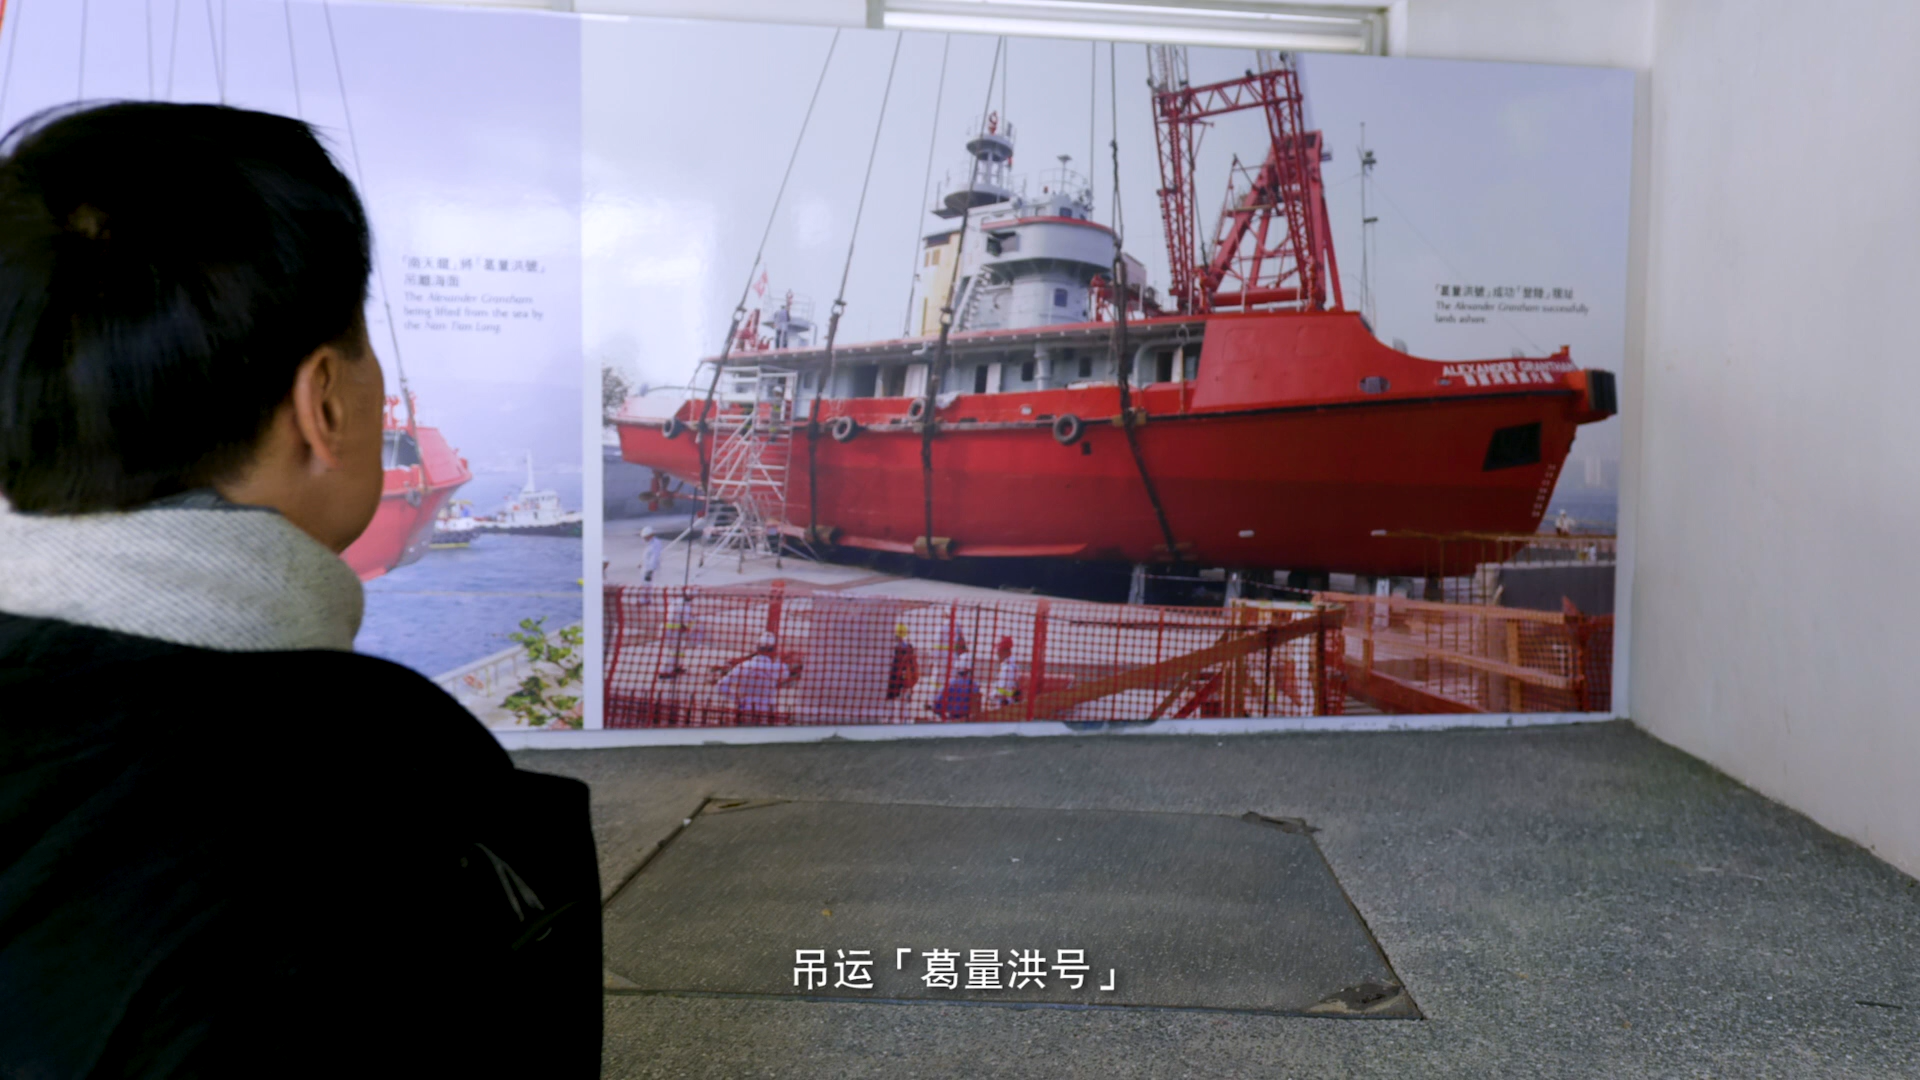 「南天龍」將「葛量洪號」
吊離海面
The Alexander Grantham
being lifted from the sea by
the Nan Tian Long.
「葛量洪號」成功「登陸」現址
The Alexander Grantham successfully
lands ashore.
ALEXANDER GRANTHAM
吊运「葛量洪号」